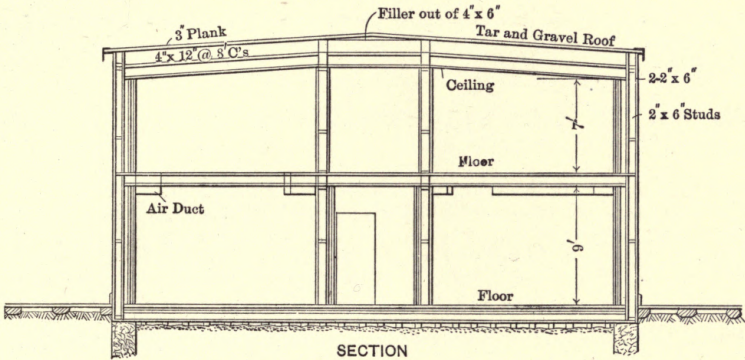 Filler out of 4"x 6"
3" Plank
Tar and Gravel Roof
4"x 12"@ 8'C's
2-2"x 6"
Ceiling
2"x 6" Studs
7'
Floor
Air Duct
9'
Floor
SECTION